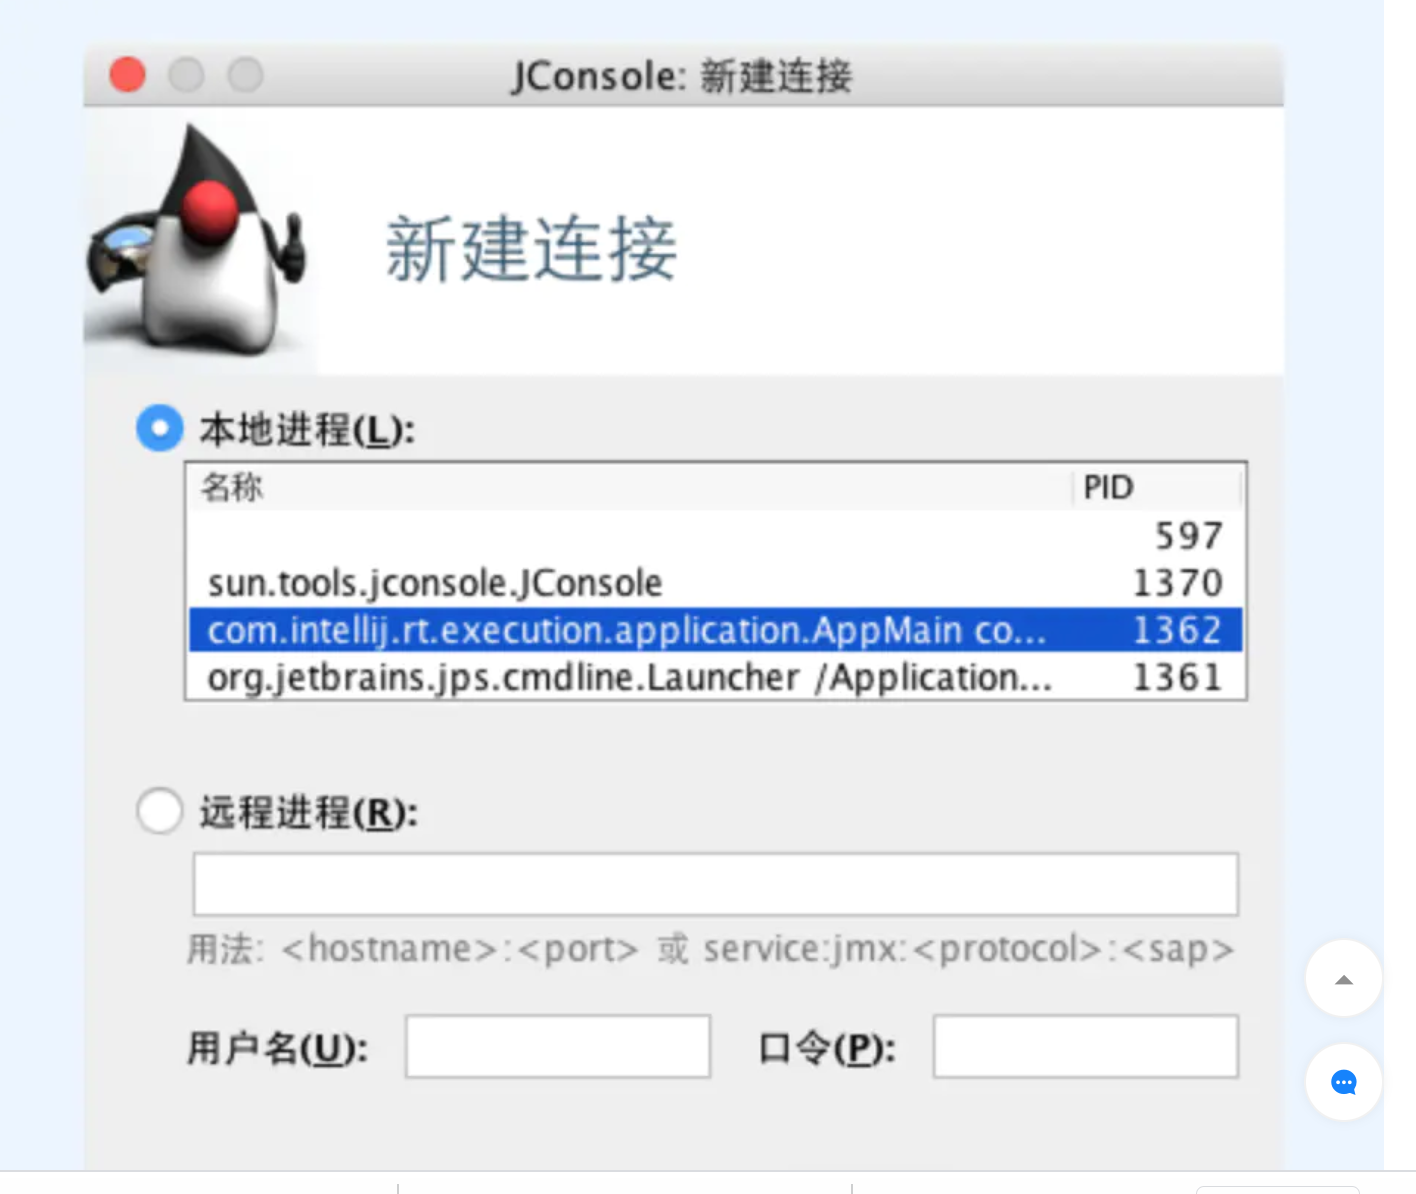 JConsole: 新建连接
新建连接
本地进程(L):
名称 PID
597
sun.tools.jconsole.JConsole 1370
com.intellij.rt.execution.application.AppMain co... 1362
org.jetbrains.jps.cmdline.Launcher /Application... 1361
远程进程(R):
用法: <hostname>:<port> 或 service:jmx:<protocol>:<sap>
用户名(U): 口令(P):